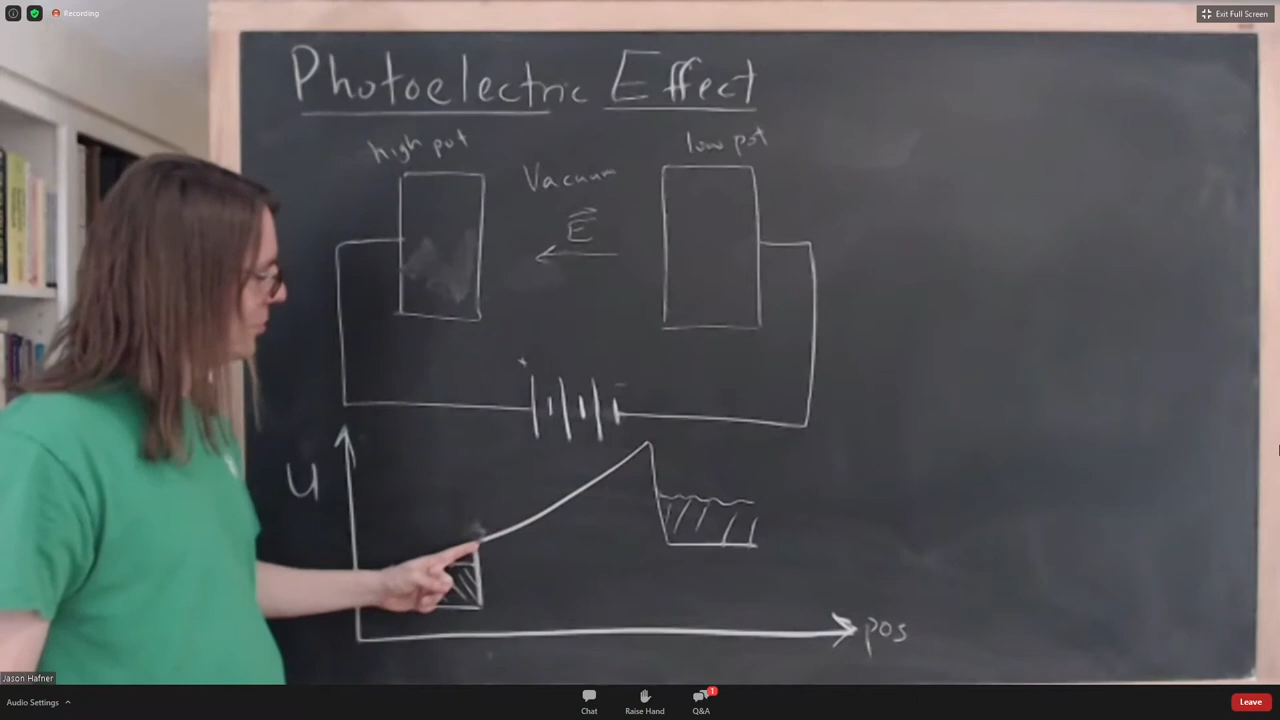 Recording
Exit Full Screen
Photoelectric Effect
high pot
low pot
Vacuum
E
+
-
U
pos
Jason Hafner
Audio Settings
Chat
Raise Hand
1
Q&A
Leave